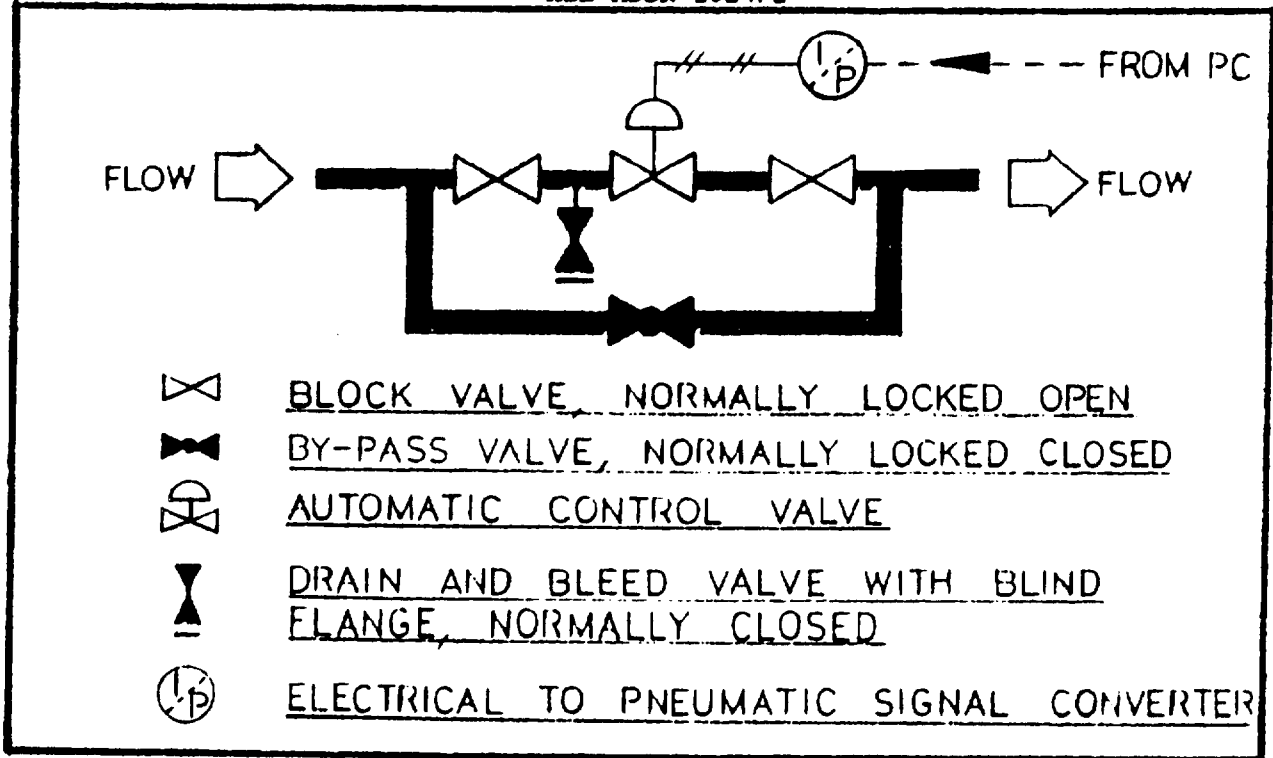 I/P
FROM PC
FLOW
FLOW
BLOCK VALVE, NORMALLY LOCKED OPEN
BY-PASS VALVE, NORMALLY LOCKED CLOSED
AUTOMATIC CONTROL VALVE
DRAIN AND BLEED VALVE WITH BLIND
FLANGE, NORMALLY CLOSED
I/P
ELECTRICAL TO PNEUMATIC SIGNAL CONVERTER